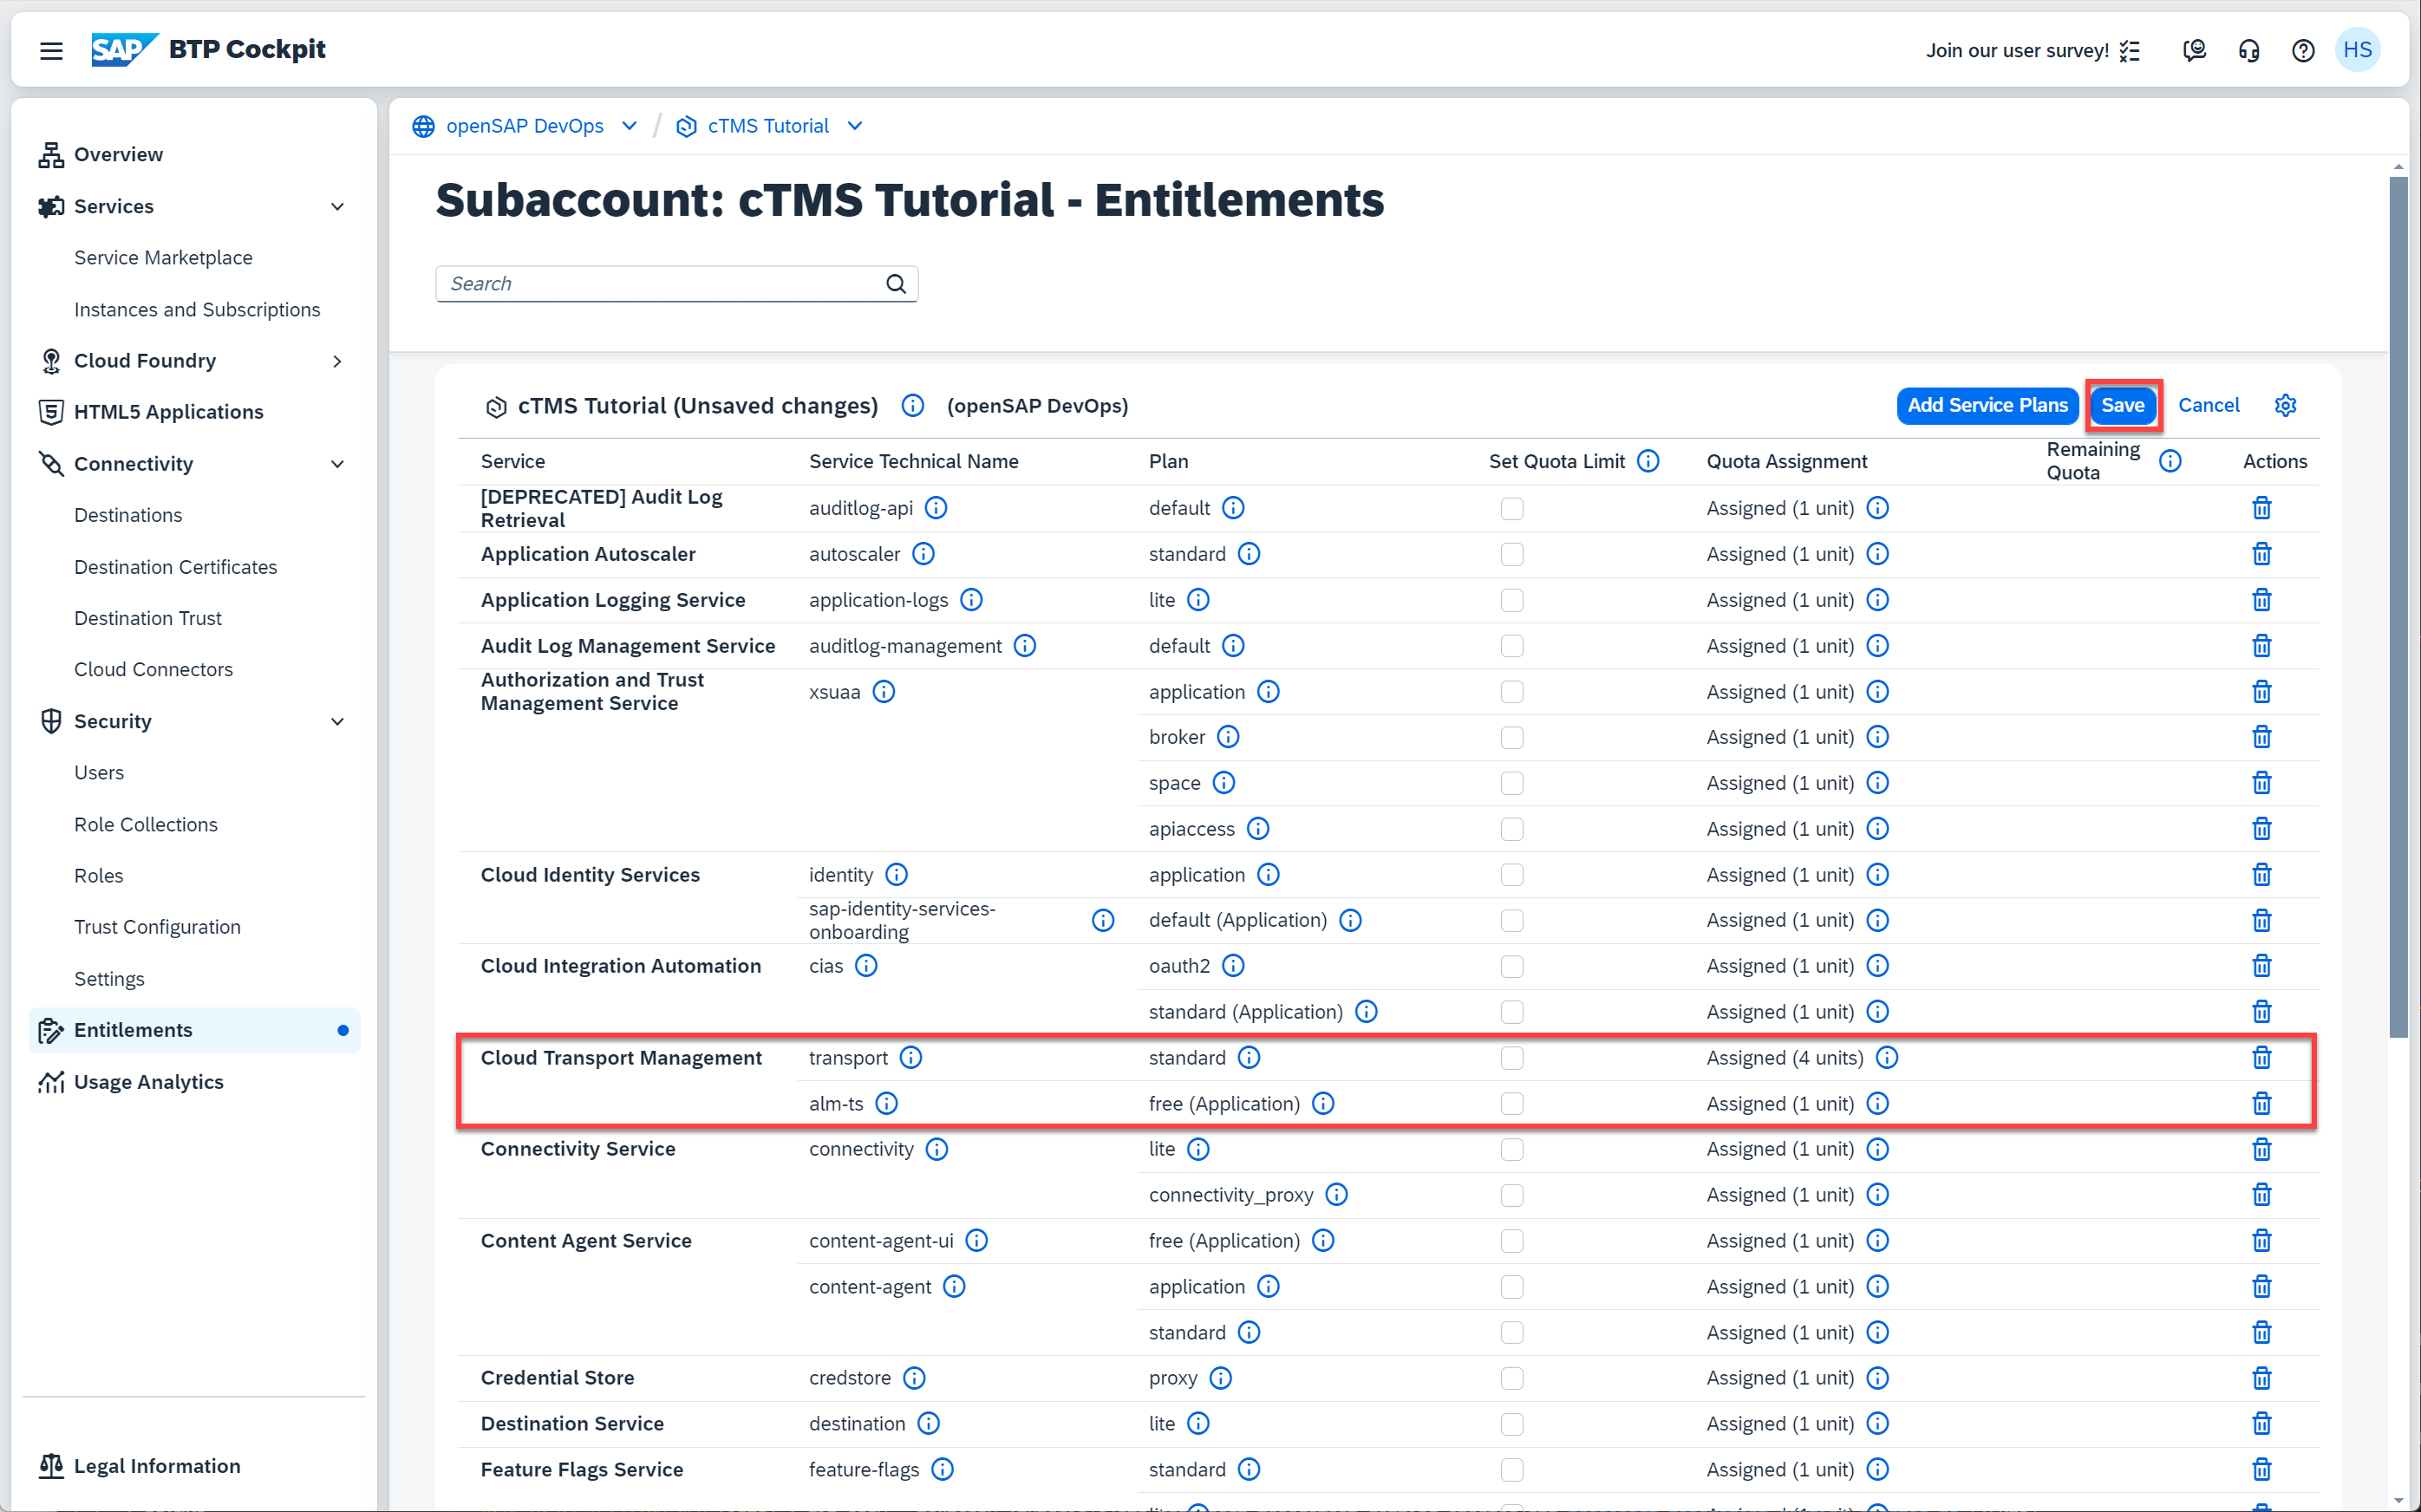 SAP BTP Cockpit
Join our user survey!
HS
Overview
Services
Service Marketplace
Instances and Subscriptions
Cloud Foundry
HTML5 Applications
Connectivity
Destinations
Destination Certificates
Destination Trust
Cloud Connectors
Security
Users
Role Collections
Roles
Trust Configuration
Settings
Entitlements
Usage Analytics
Legal Information
openSAP DevOps / cTMS Tutorial
Subaccount: cTMS Tutorial - Entitlements
Search
cTMS Tutorial (Unsaved changes) (openSAP DevOps)
Add Service Plans Save Cancel
Service Service Technical Name Plan Set Quota Limit Quota Assignment Remaining Quota Actions
[DEPRECATED] Audit Log Retrieval auditlog-api default Assigned (1 unit)
Application Autoscaler autoscaler standard Assigned (1 unit)
Application Logging Service application-logs lite Assigned (1 unit)
Audit Log Management Service auditlog-management default Assigned (1 unit)
Authorization and Trust Management Service xsuaa application Assigned (1 unit)
broker Assigned (1 unit)
space Assigned (1 unit)
apiaccess Assigned (1 unit)
Cloud Identity Services identity application Assigned (1 unit)
sap-identity-services-onboarding default (Application) Assigned (1 unit)
Cloud Integration Automation cias oauth2 Assigned (1 unit)
standard (Application) Assigned (1 unit)
Cloud Transport Management transport standard Assigned (4 units)
alm-ts free (Application) Assigned (1 unit)
Connectivity Service connectivity lite Assigned (1 unit)
connectivity_proxy Assigned (1 unit)
Content Agent Service content-agent-ui free (Application) Assigned (1 unit)
content-agent application Assigned (1 unit)
standard Assigned (1 unit)
Credential Store credstore proxy Assigned (1 unit)
Destination Service destination lite Assigned (1 unit)
Feature Flags Service feature-flags standard Assigned (1 unit)